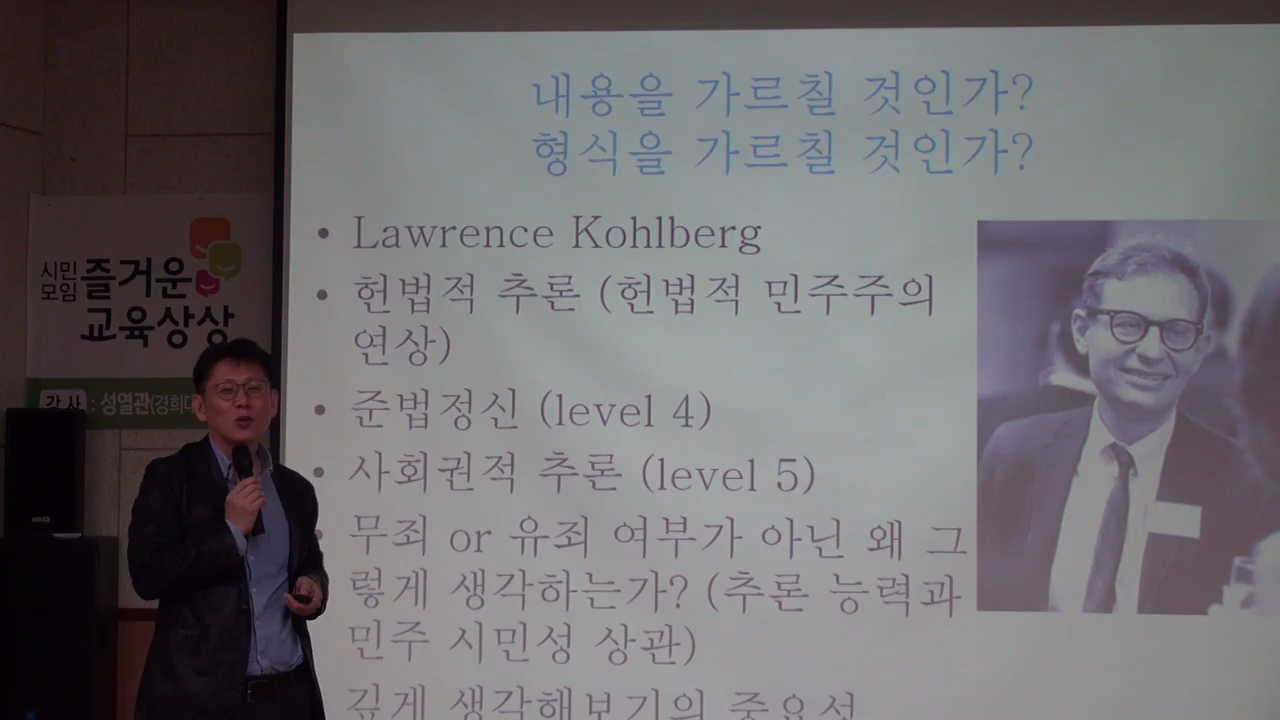 내용을 가르칠 것인가?
형식을 가르칠 것인가?
• Lawrence Kohlberg
• 헌법적 추론 (헌법적 민주주의
연상)
• 준법정신 (level 4)
• 사회권적 추론 (level 5)
무죄 or 유죄 여부가 아닌 왜 그
렇게 생각하는가? (추론 능력과
민주 시민성 상관)
깊게 생각해보기의 중요성
시민
모임 즐거운
교육상상
강사 : 성열관(경희대